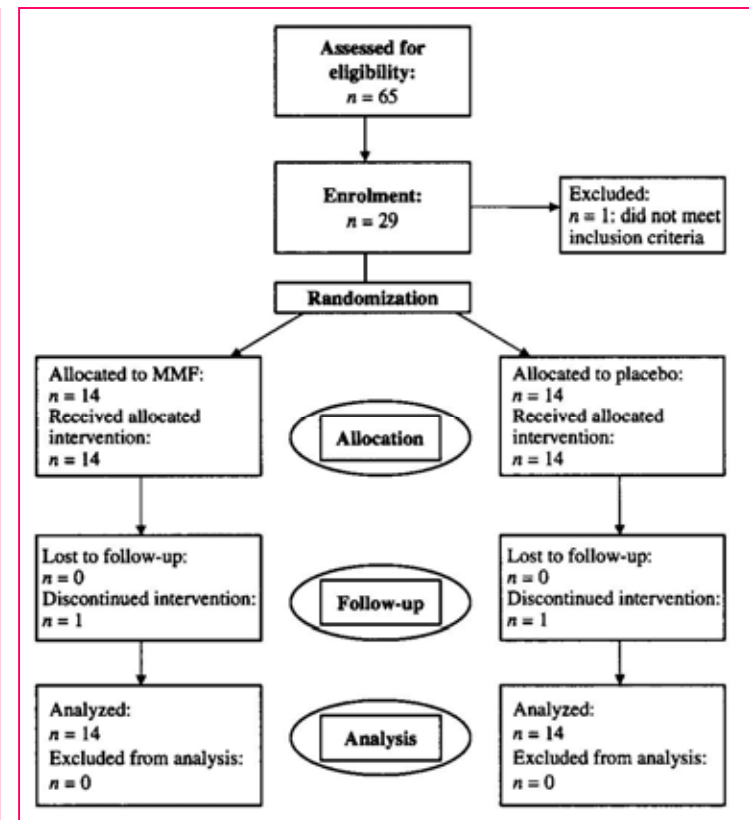 Assessed for
eligibility:
n = 65
Enrolment:
n = 29
Excluded:
n = 1: did not meet
inclusion criteria
Randomization
Allocated to MMF:
n = 14
Received allocated
intervention:
n = 14
Allocation
Allocated to placebo:
n = 14
Received allocated
intervention:
n = 14
Lost to follow-up:
n = 0
Discontinued intervention:
n = 1
Follow-up
Lost to follow-up:
n = 0
Discontinued intervention:
n = 1
Analyzed:
n = 14
Excluded from analysis:
n = 0
Analysis
Analyzed:
n = 14
Excluded from analysis:
n = 0